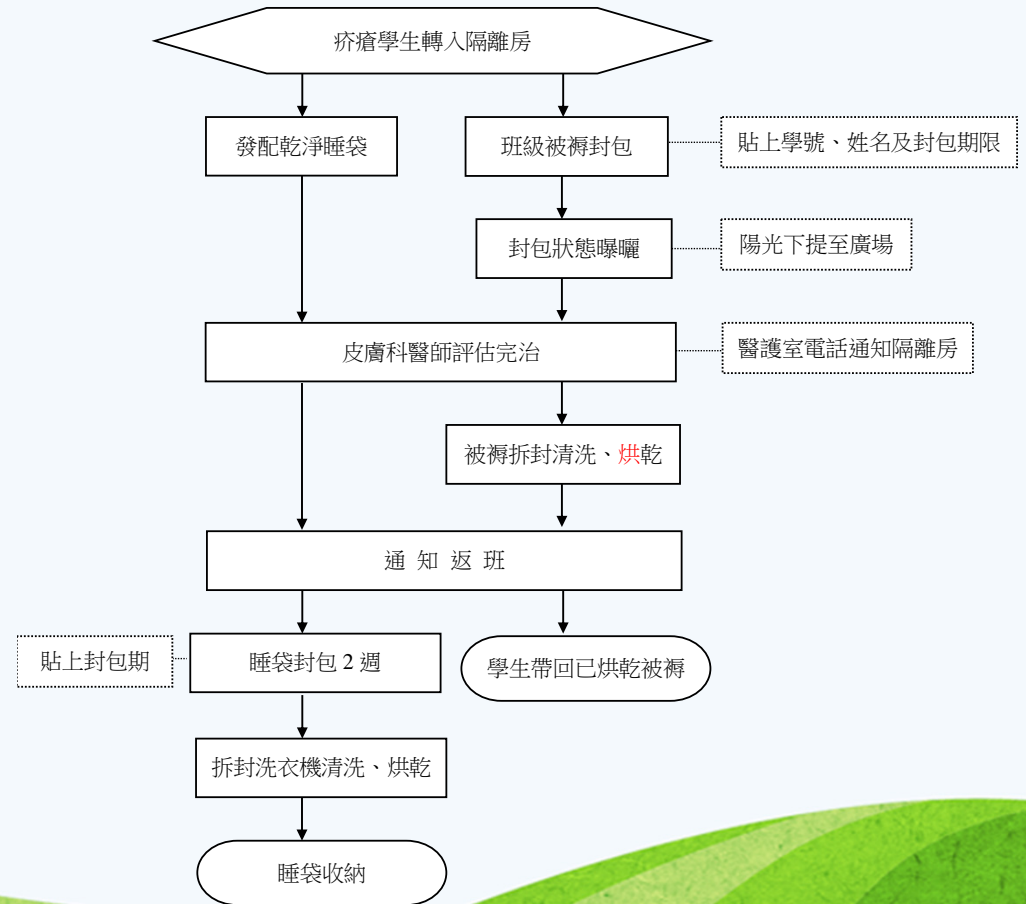 疥瘡學生轉入隔離房
發配乾淨睡袋
班級被褥封包
貼上學號、姓名及封包期限
封包狀態曝曬
陽光下提至廣場
皮膚科醫師評估完治
醫護室電話通知隔離房
被褥拆封清洗、烘乾
通 知 返 班
貼上封包期
睡袋封包 2 週
學生帶回已烘乾被褥
拆封洗衣機清洗、烘乾
睡袋收納